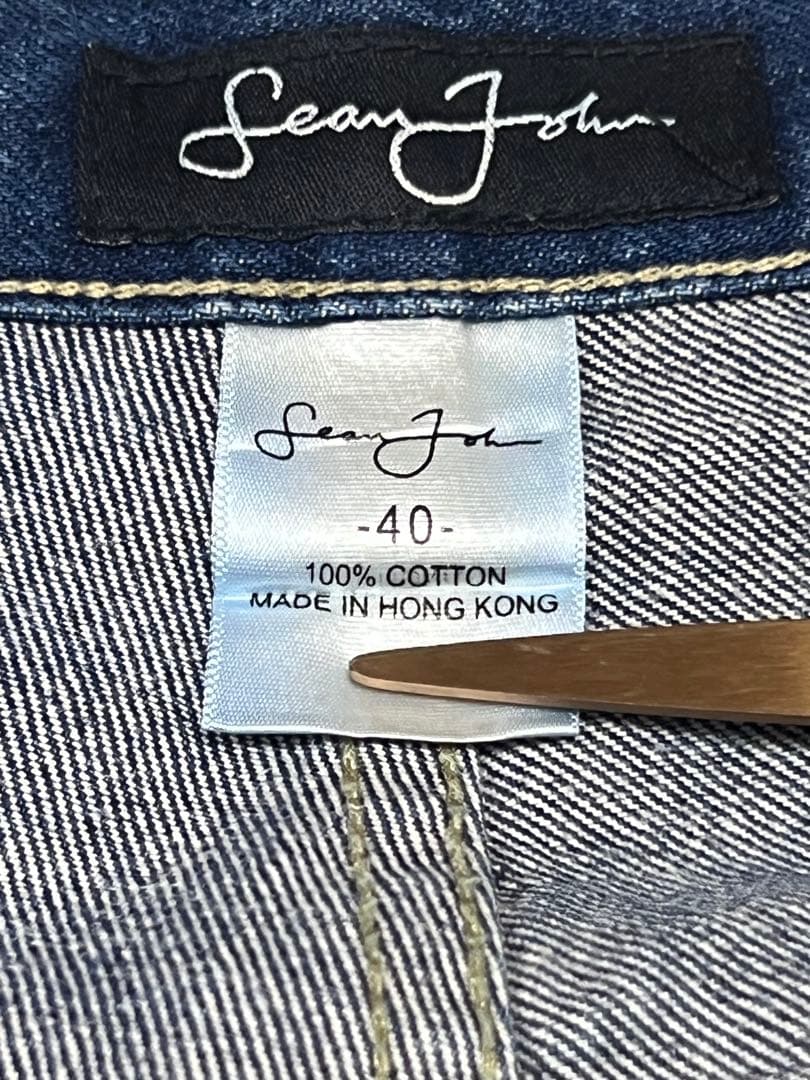 Sean John
Sean John
-40-
100% COTTON
MADE IN HONG KONG